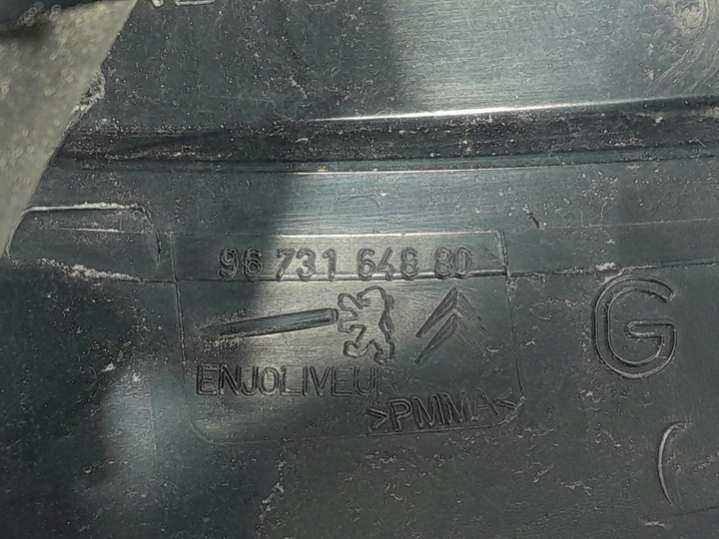 96 731 648 80
ENJOLIVEUR
>PMMA<
G